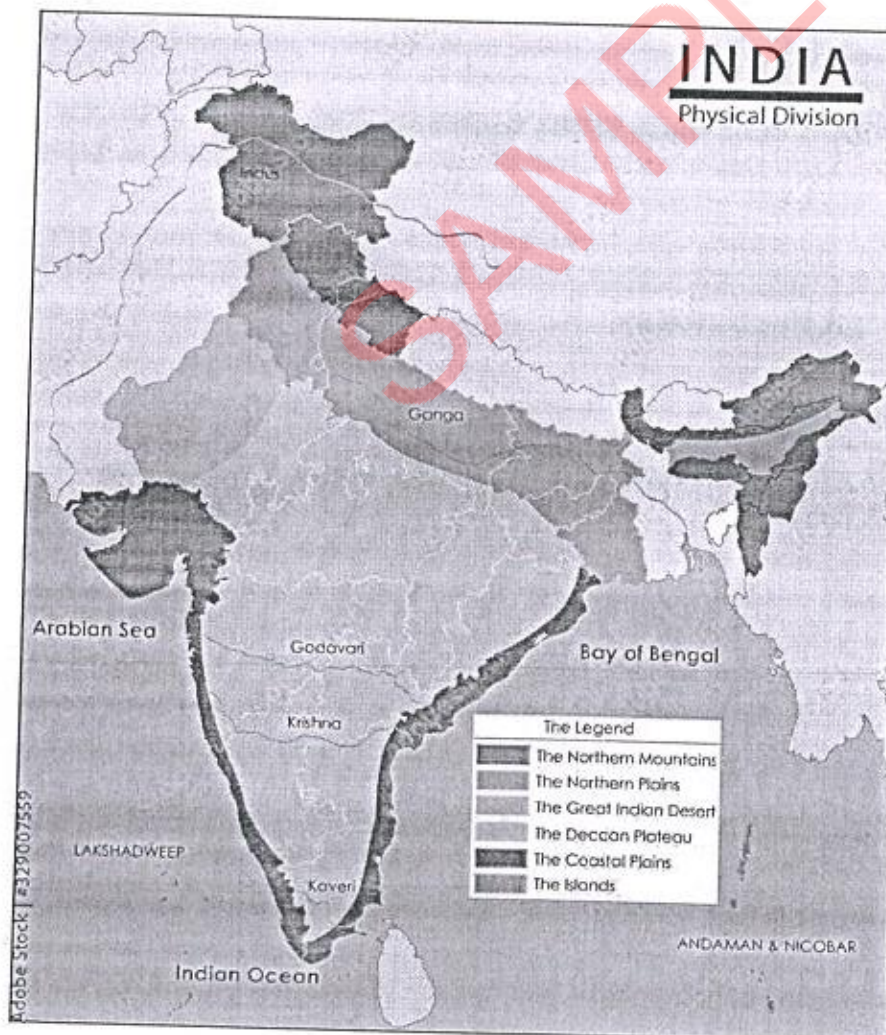 INDIA
Physical Division
SAMPL
Indus
Ganga
Arabian Sea
Godavari
Bay of Bengal
Krishna
The Legend
The Northern Mountains
The Northern Plains
The Great Indian Desert
The Deccan Plateau
The Coastal Plains
The Islands
LAKSHADWEEP
Kaveri
ANDAMAN & NICOBAR
Indian Ocean
Adobe Stock | #329007559